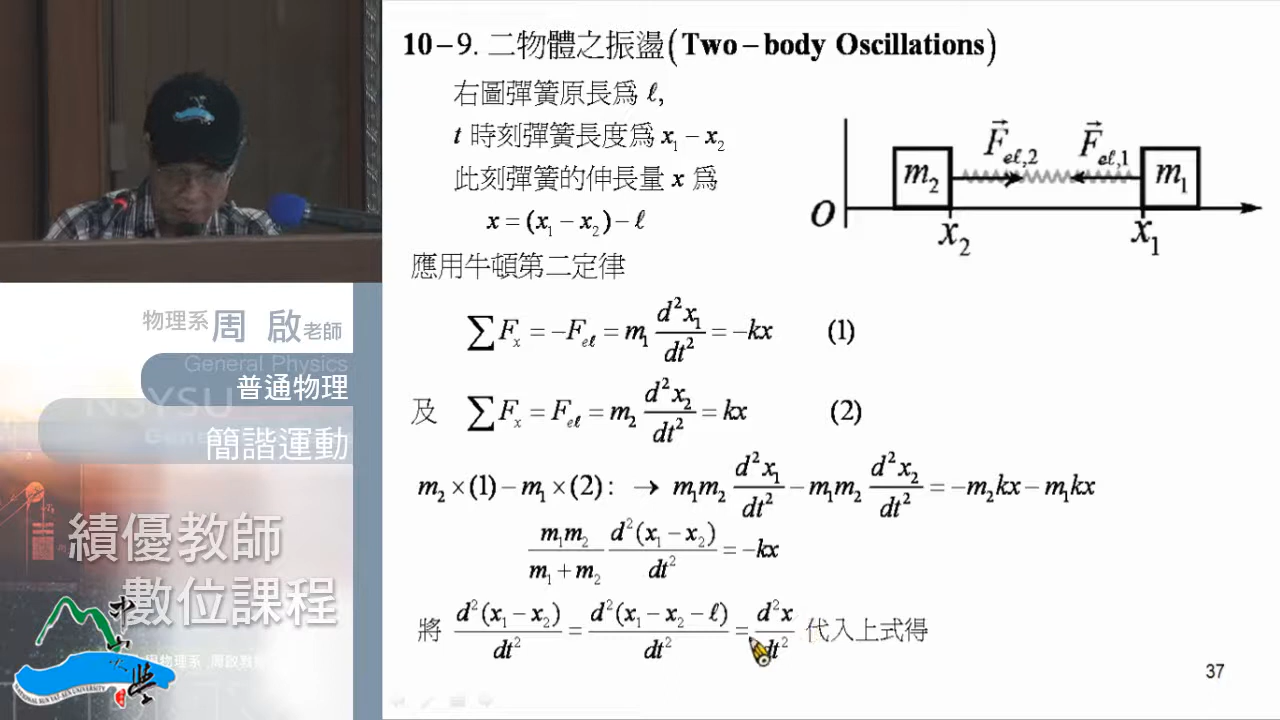 10-9. 二物體之振盪(Two-body Oscillations)
右圖彈簧原長為 ℓ,
t 時刻彈簧長度為 x₁ - x₂
此刻彈簧的伸長量 x 為
x = (x₁ - x₂) - ℓ
O
m₂
F⃗eℓ,2
F⃗eℓ,1
m₁
x₂
x₁
應用牛頓第二定律
∑Fₓ = -Feℓ = m₁ d²x₁/dt² = -kx (1)
及 ∑Fₓ = Feℓ = m₂ d²x₂/dt² = kx (2)
m₂×(1) - m₁×(2): → m₁m₂ d²x₁/dt² - m₁m₂ d²x₂/dt² = -m₂kx - m₁kx
m₁m₂/(m₁+m₂) d²(x₁ - x₂)/dt² = -kx
將 d²(x₁ - x₂)/dt² = d²(x₁ - x₂ - ℓ)/dt² = d²x/dt² 代入上式得
37
物理系 周 啟 老師
General Physics
普通物理
NSYSU
簡諧運動
績優教師
數位課程
中山大學